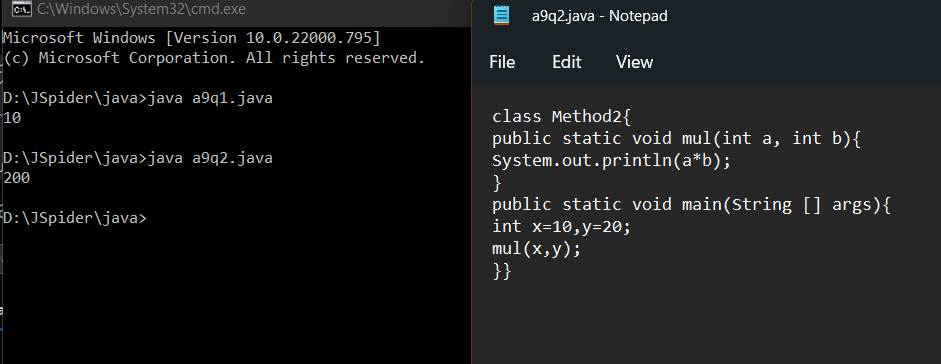 C:\Windows\System32\cmd.exe
Microsoft Windows [Version 10.0.22000.795]
(c) Microsoft Corporation. All rights reserved.
D:\JSpider\java>java a9q1.java
10
D:\JSpider\java>java a9q2.java
200
D:\JSpider\java>
a9q2.java - Notepad
File Edit View
class Method2{
public static void mul(int a, int b){
System.out.println(a*b);
}
public static void main(String [] args){
int x=10,y=20;
mul(x,y);
}}